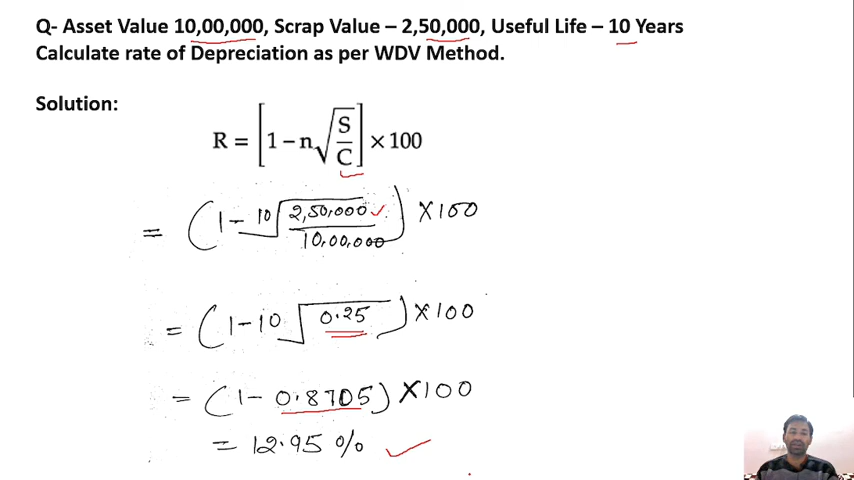 Q- Asset Value 10,00,000, Scrap Value – 2,50,000, Useful Life – 10 Years
Calculate rate of Depreciation as per WDV Method.
Solution:
R = [1 – n√(S/C)] × 100
= (1 - 10√(2,50,000/10,00,000)) × 100
= (1 - 10√(0.25)) × 100
= (1 - 0.8705) × 100
= 12.95 %